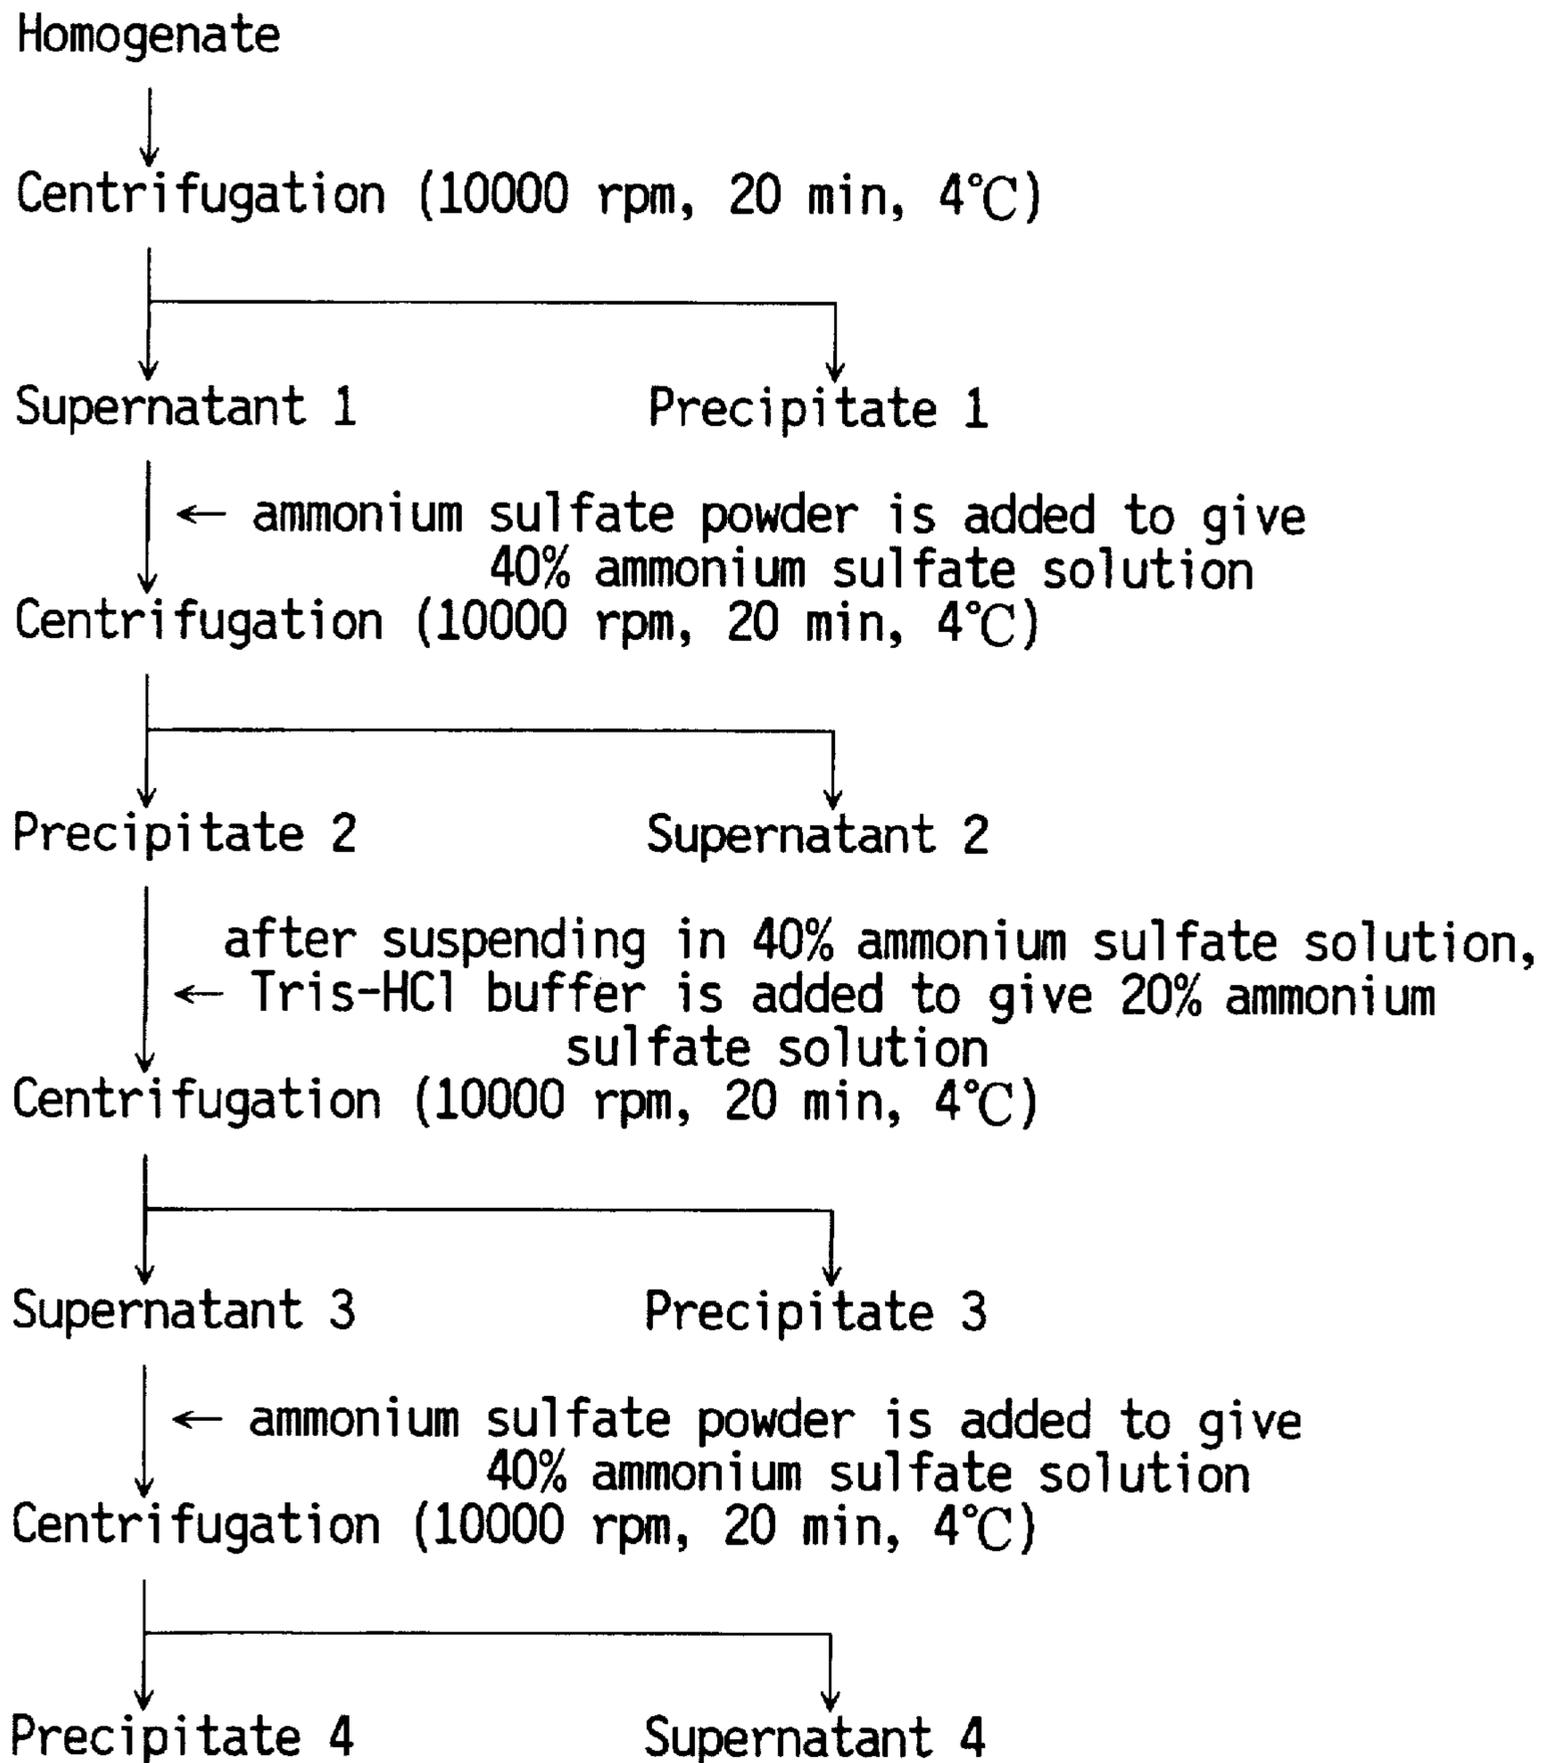 Homogenate
Centrifugation (10000 rpm, 20 min, 4℃)
Supernatant 1 Precipitate 1
← ammonium sulfate powder is added to give
40% ammonium sulfate solution
Centrifugation (10000 rpm, 20 min, 4℃)
Precipitate 2 Supernatant 2
after suspending in 40% ammonium sulfate solution,
← Tris-HCl buffer is added to give 20% ammonium
sulfate solution
Centrifugation (10000 rpm, 20 min, 4℃)
Supernatant 3 Precipitate 3
← ammonium sulfate powder is added to give
40% ammonium sulfate solution
Centrifugation (10000 rpm, 20 min, 4℃)
Precipitate 4 Supernatant 4